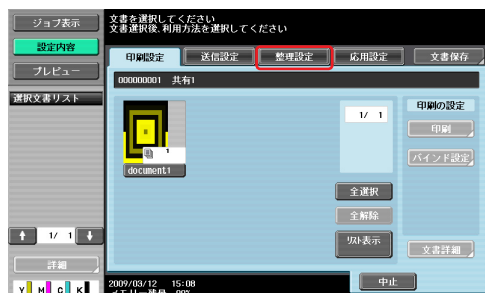 ジョブ表示
文書を選択してください
文書選択後、利用方法を選択してください
設定内容
プレビュー
印刷設定
送信設定
整理設定
応用設定
文書保存
000000001 共有1
選択文書リスト
1/ 1
印刷の設定
印刷
バインド設定
1
document1
全選択
全解除
リスト表示
文書詳細
1/ 1
詳細
中止
2009/03/12 15:08
Y M C K